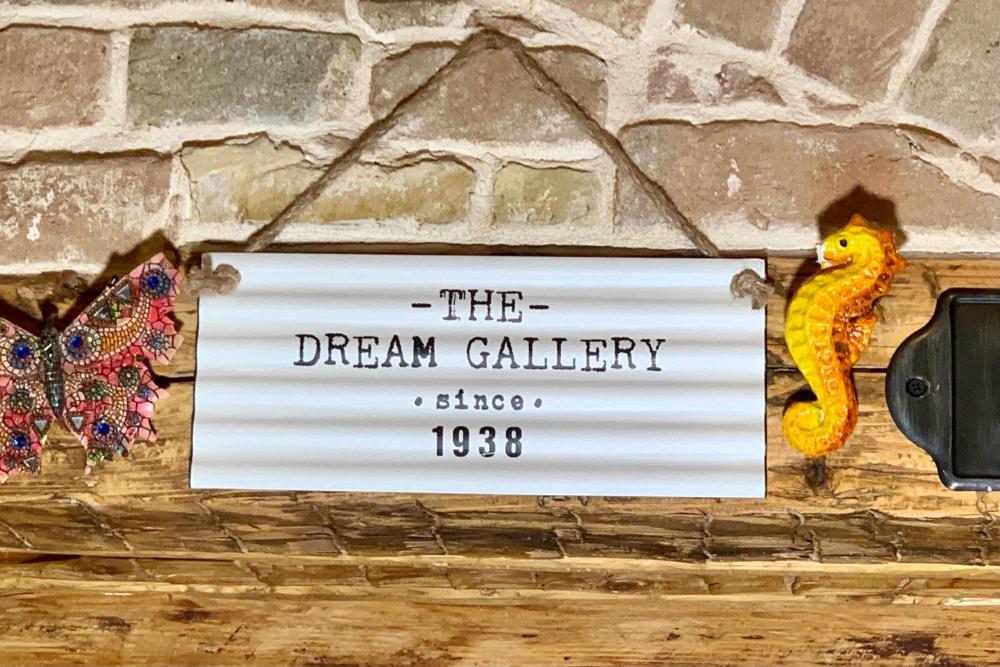 -THE-
DREAM GALLERY
• since •
1938